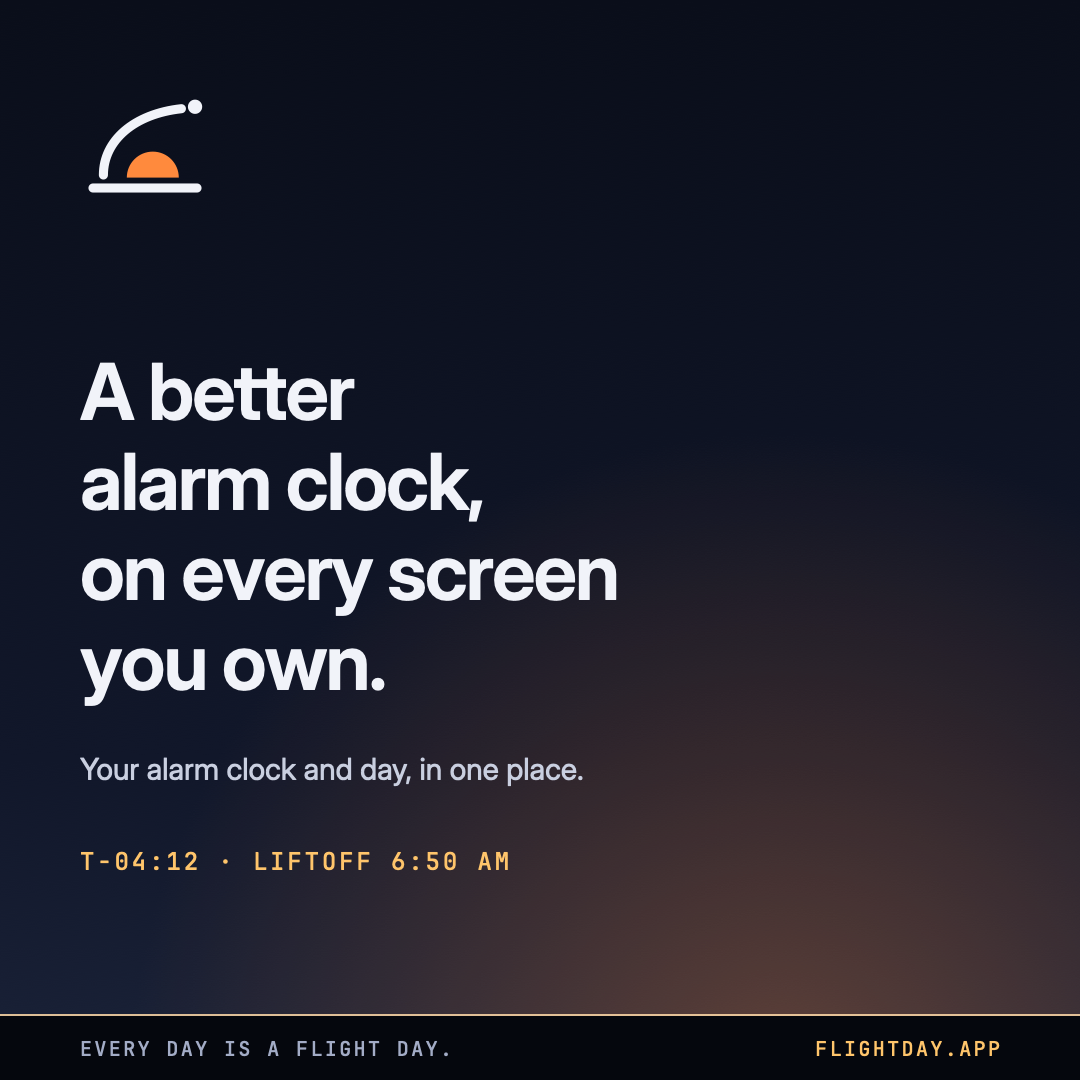 A better
alarm clock,
on every screen
you own.
Your alarm clock and day, in one place.
T-04:12 · LIFTOFF 6:50 AM
EVERY DAY IS A FLIGHT DAY.
FLIGHTDAY.APP